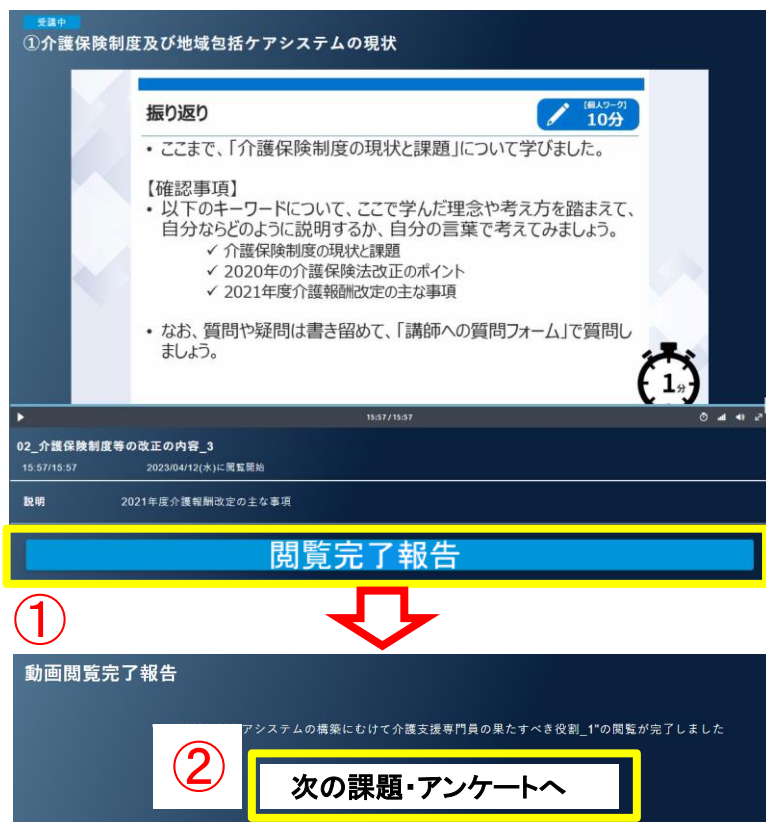 受講中
①介護保険制度及び地域包括ケアシステムの現状
振り返り
【個人ワーク】
10分
• ここまで、「介護保険制度の現状と課題」について学びました。
【確認事項】
• 以下のキーワードについて、ここで学んだ理念や考え方を踏まえて、
自分ならどのように説明するか、自分の言葉で考えてみましょう。
✓ 介護保険制度の現状と課題
✓ 2020年の介護保険法改正のポイント
✓ 2021年度介護報酬改定の主な事項
• なお、質問や疑問は書き留めて、「講師への質問フォーム」で質問し
ましょう。
1分
15:57/15:57
02_介護保険制度等の改正の内容_3
15:57/15:57 2023/04/12(水)に閲覧開始
説明 2021年度介護報酬改定の主な事項
閲覧完了報告
①
動画閲覧完了報告
アシステムの構築にむけて介護支援専門員の果たすべき役割_1"の閲覧が完了しました
②
次の課題・アンケートへ